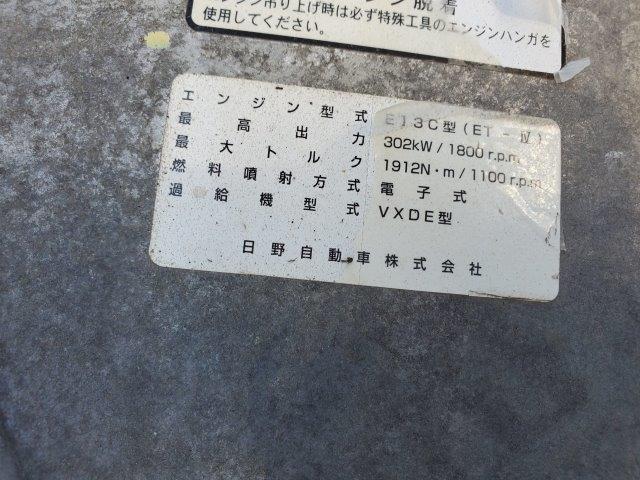 エンジン吊り上げ時は必ず特殊工具のエンジンハンガを
使用してください。
エンジン型式 E13C型(ET-Ⅳ)
最高出力 302kW/1800r.p.m
最大トルク 1912N・m/1100r.p.m
燃料噴射方式 電子式
過給機型式 VXDE型
日野自動車株式会社